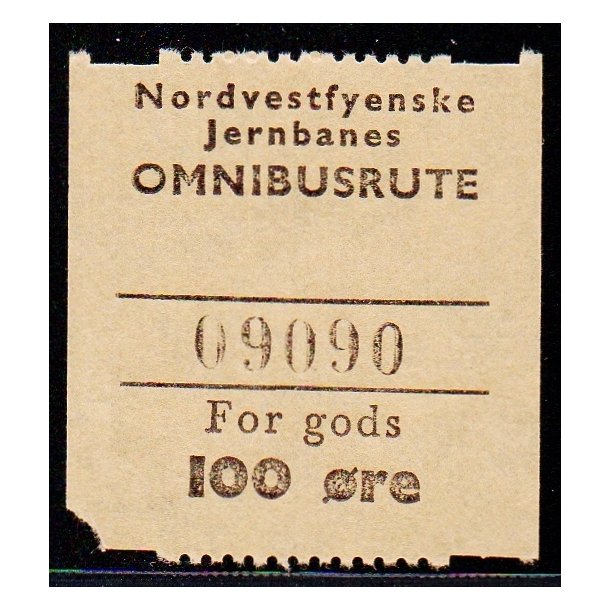 Nordvestfyenske
Jernbanes
OMNIBUSRUTE
09090
For gods
100 øre